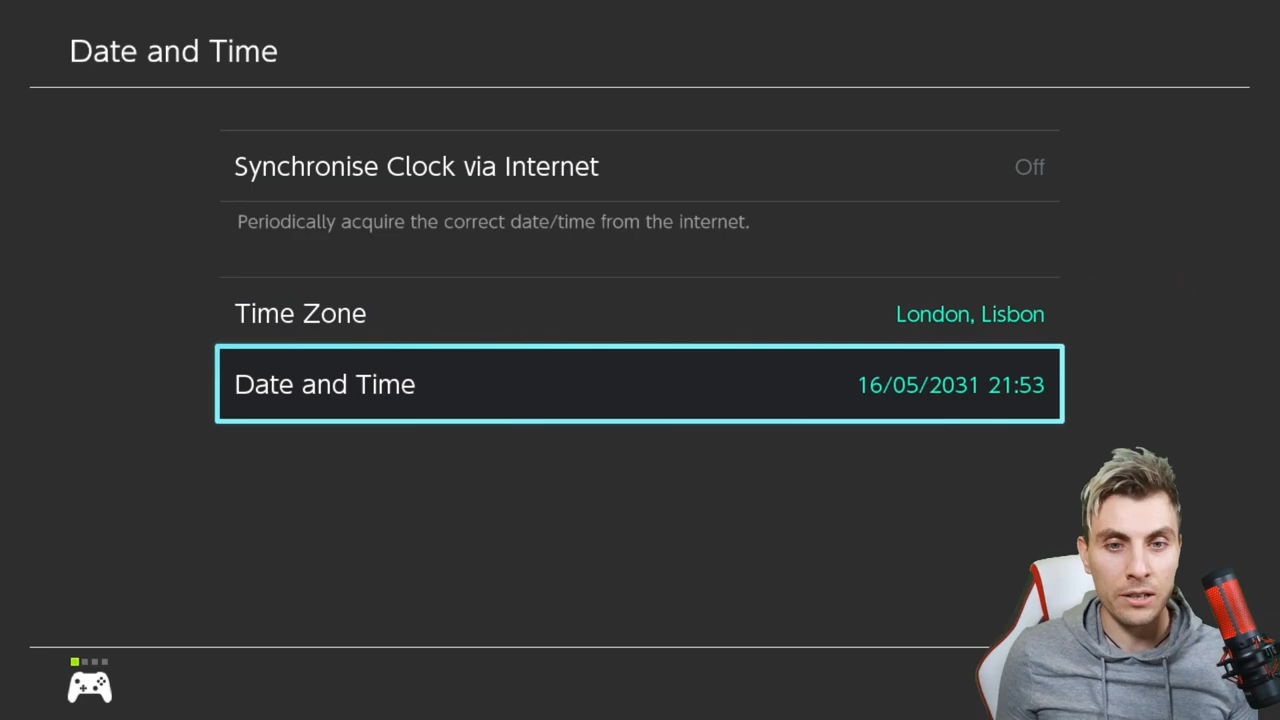 Date and Time
Synchronise Clock via Internet Off
Periodically acquire the correct date/time from the internet.
Time Zone London, Lisbon
Date and Time 16/05/2031 21:53